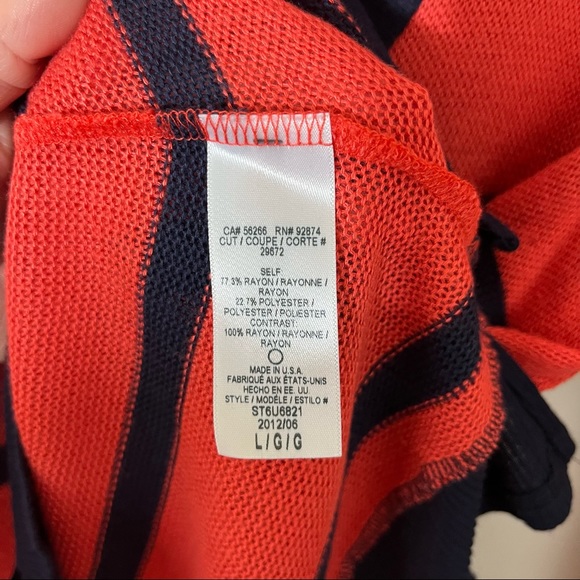 CA# 56266 RN# 92874
CUT / COUPE / CORTE #
29672
SELF
77.3% RAYON / RAYONNE /
RAYON
22.7% POLYESTER /
POLYESTER / POLIESTER
CONTRAST:
100% RAYON / RAYONNE /
RAYON
MADE IN U.S.A.
FABRIQUÉ AUX ÉTATS-UNIS
HECHO EN EE. UU
STYLE / MODÈLE / ESTILO #
ST6U6821
2012/06
L / G / G